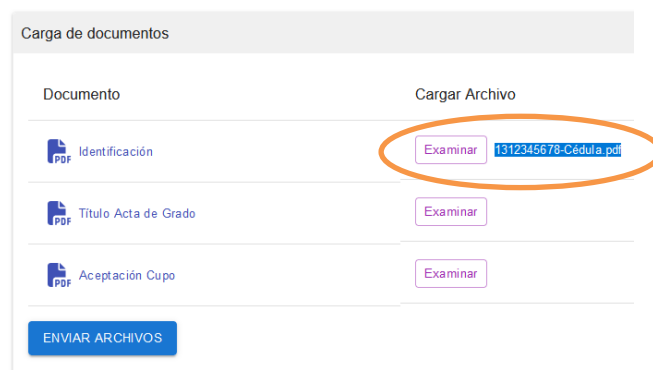 Carga de documentos
Documento Cargar Archivo
PDF Identificación Examinar 1312345678-Cédula.pdf
PDF Título Acta de Grado Examinar
PDF Aceptación Cupo Examinar
ENVIAR ARCHIVOS